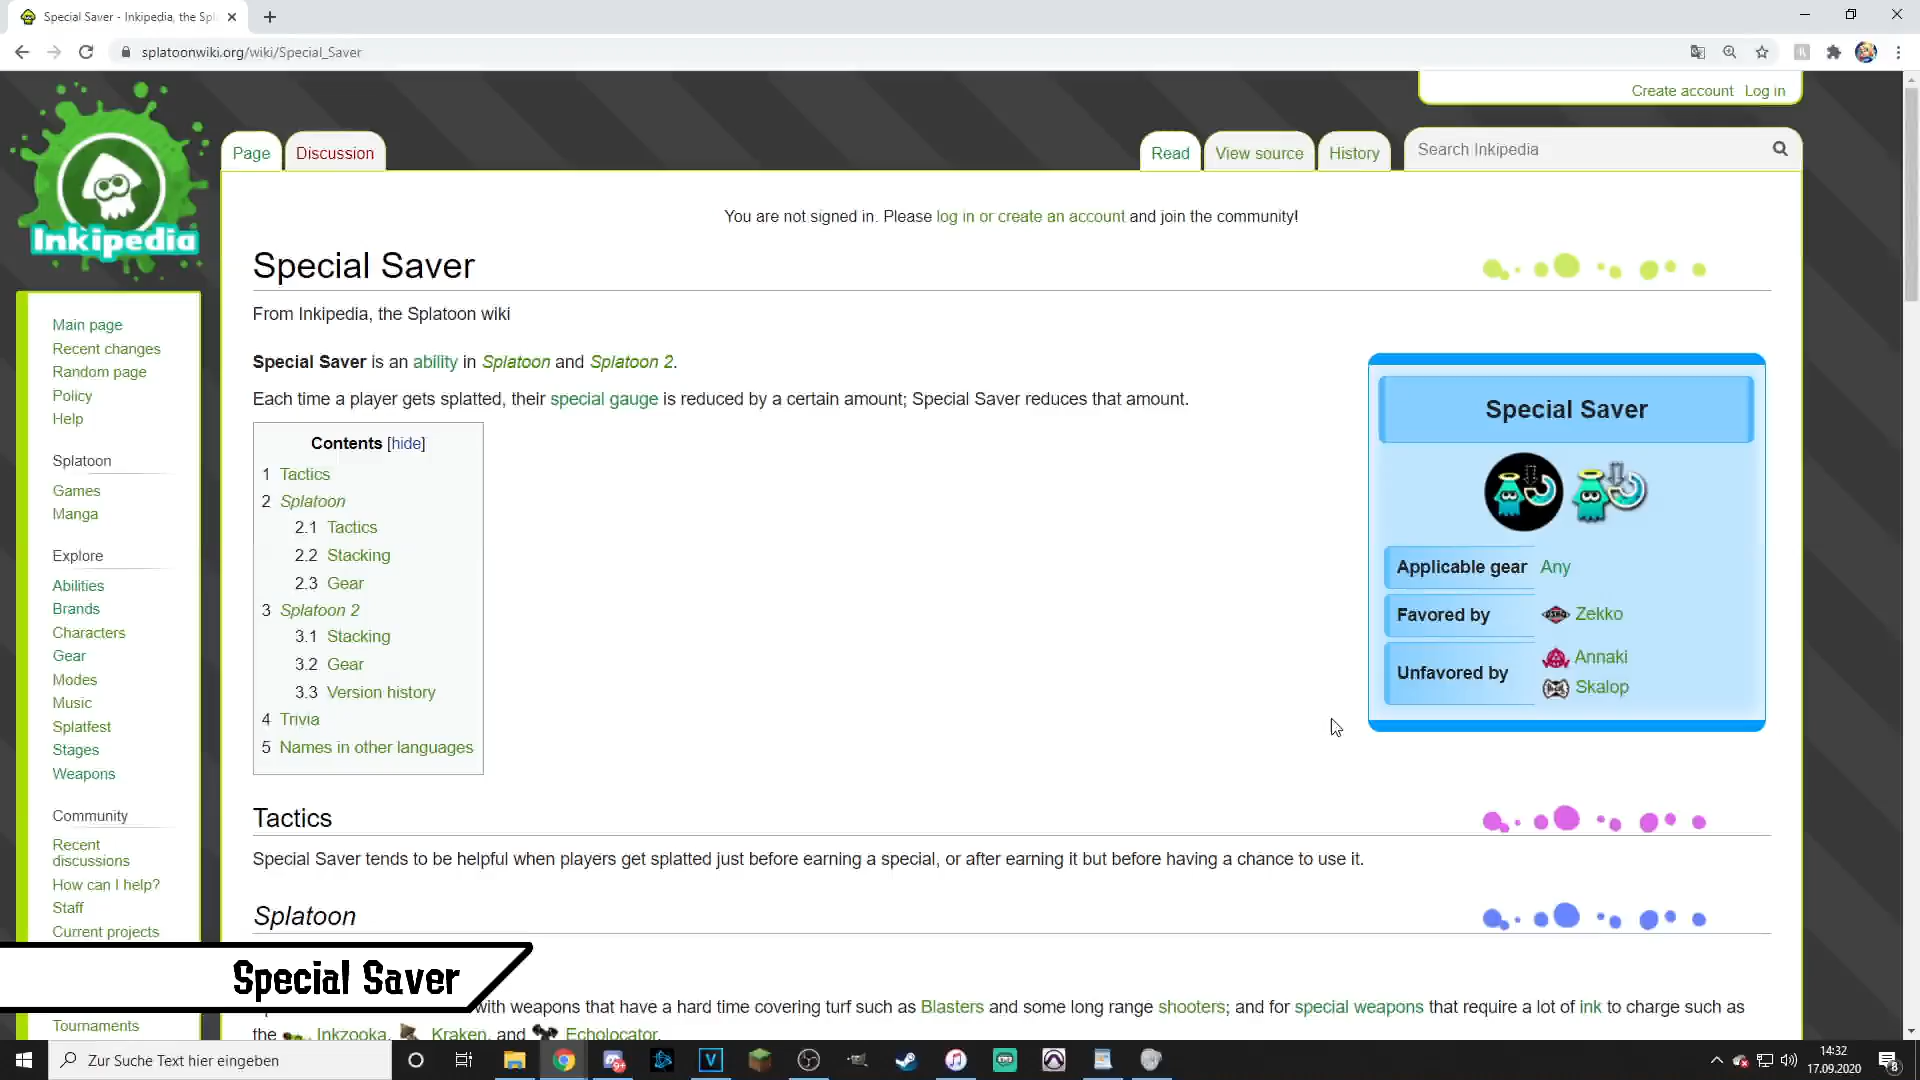 Special Saver - Inkipedia, the Spl
splatoonwiki.org/wiki/Special_Saver
Create account Log in
Page Discussion Read View source History Search Inkipedia
Inkipedia
You are not signed in. Please log in or create an account and join the community!
Special Saver
From Inkipedia, the Splatoon wiki
Special Saver is an ability in Splatoon and Splatoon 2.
Each time a player gets splatted, their special gauge is reduced by a certain amount; Special Saver reduces that amount.
Contents [hide]
1 Tactics
2 Splatoon
2.1 Tactics
2.2 Stacking
2.3 Gear
3 Splatoon 2
3.1 Stacking
3.2 Gear
3.3 Version history
4 Trivia
5 Names in other languages
Special Saver
Applicable gear Any
Favored by Zekko
Unfavored by Annaki
Skalop
Main page
Recent changes
Random page
Policy
Help
Splatoon
Games
Manga
Explore
Abilities
Brands
Characters
Gear
Modes
Music
Splatfest
Stages
Weapons
Community
Recent
discussions
How can I help?
Staff
Current projects
Tournaments
Tactics
Special Saver tends to be helpful when players get splatted just before earning a special, or after earning it but before having a chance to use it.
Splatoon
with weapons that have a hard time covering turf such as Blasters and some long range shooters; and for special weapons that require a lot of ink to charge such as
the Inkzooka, Kraken, and Echolocator.
Special Saver
Zur Suche Text hier eingeben
9+
V
14:32
17.09.2020
8